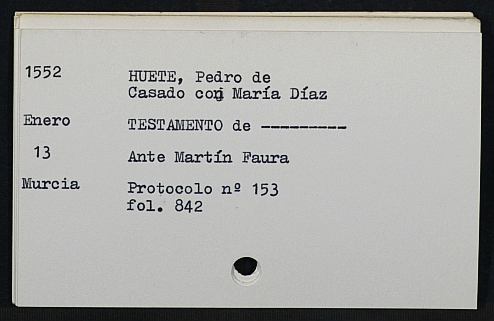 1552 HUETE, Pedro de
Casado con María Díaz
Enero TESTAMENTO de ---------
13 Ante Martín Faura
Murcia Protocolo nº 153
fol. 842